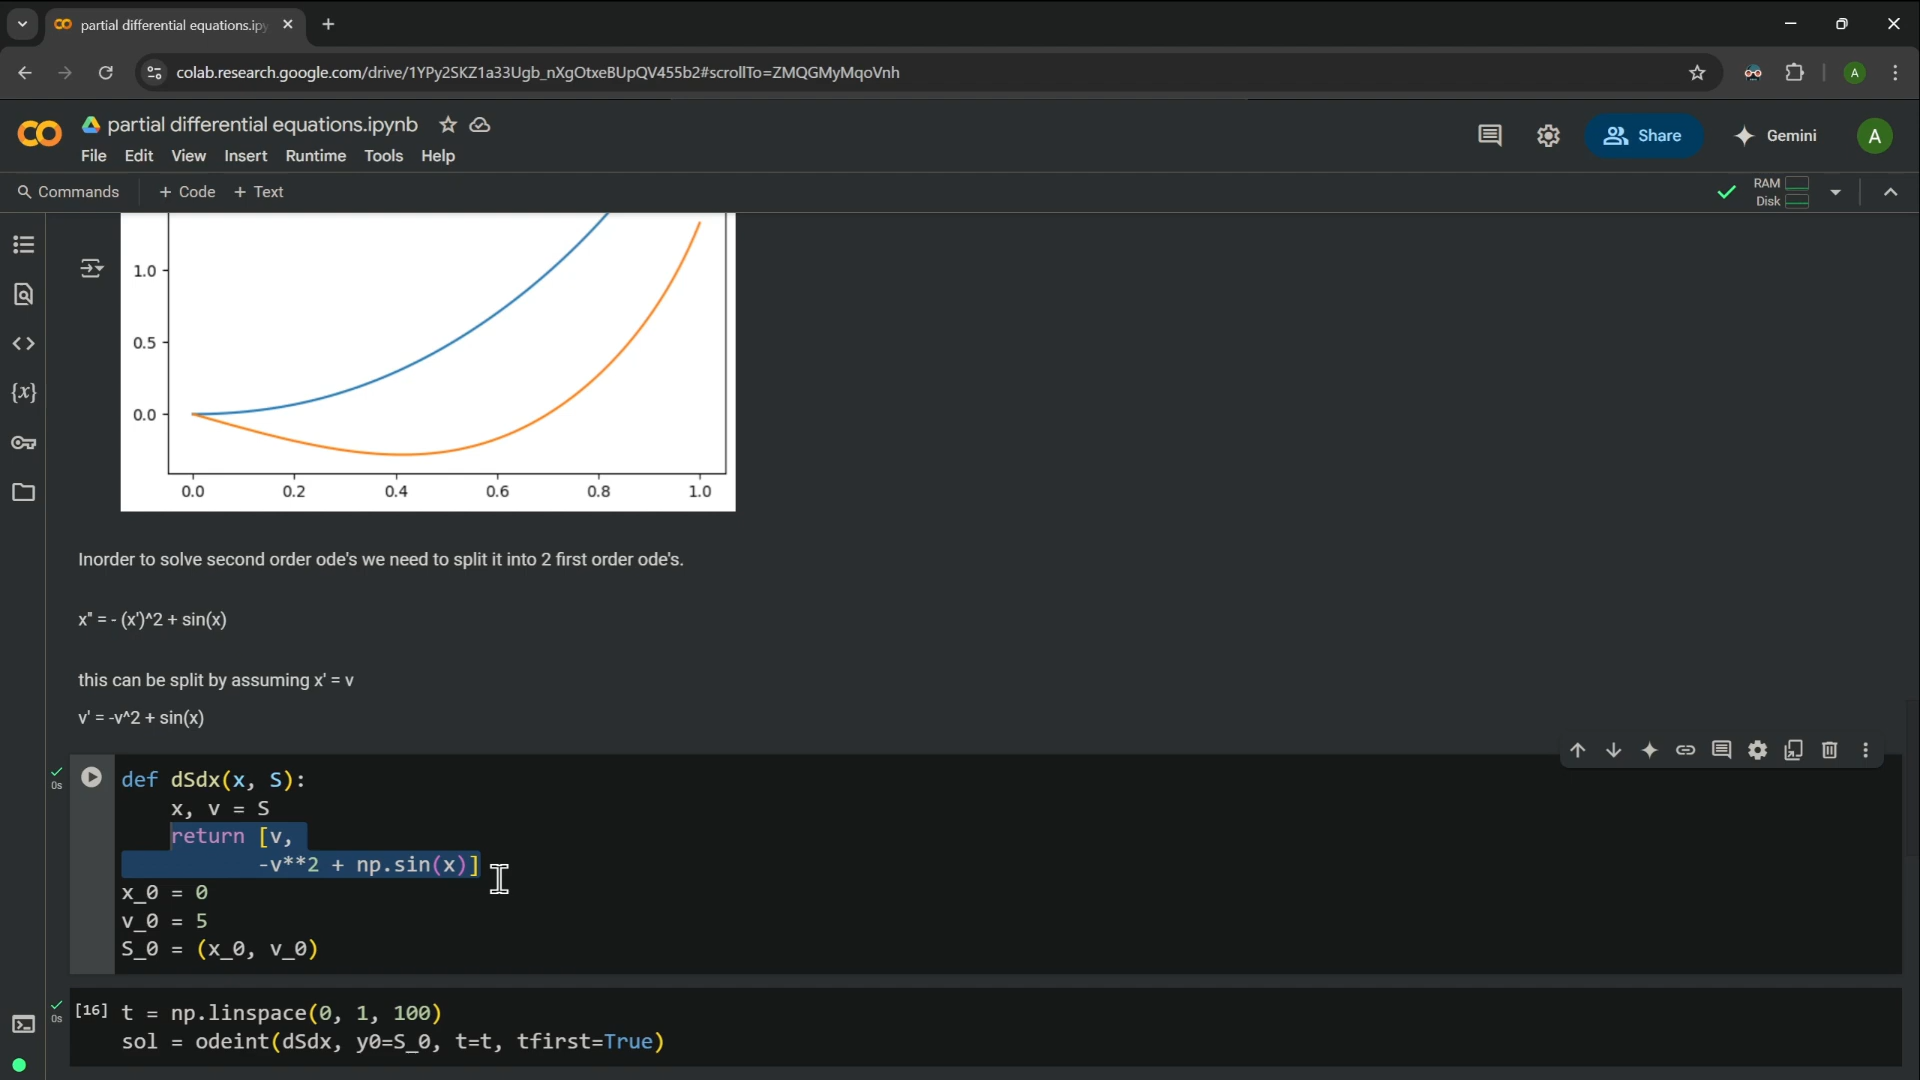 partial differential equations.ipy
colab.research.google.com/drive/1YPy2SKZ1a33Ugb_nXgOtxeBUpQV455b2#scrollTo=ZMQGMyMqoVnh
A
partial differential equations.ipynb
File Edit View Insert Runtime Tools Help
Share
Gemini
A
Commands + Code + Text
RAM
Disk
1.0
0.5
0.0
0.0 0.2 0.4 0.6 0.8 1.0
Inorder to solve second order ode's we need to split it into 2 first order ode's.
x'' = - (x')^2 + sin(x)
this can be split by assuming x' = v
v' = -v^2 + sin(x)
0s
def dSdx(x, S):
x, v = S
return [v,
-v**2 + np.sin(x)]
x_0 = 0
v_0 = 5
S_0 = (x_0, v_0)
0s
[16] t = np.linspace(0, 1, 100)
sol = odeint(dSdx, y0=S_0, t=t, tfirst=True)